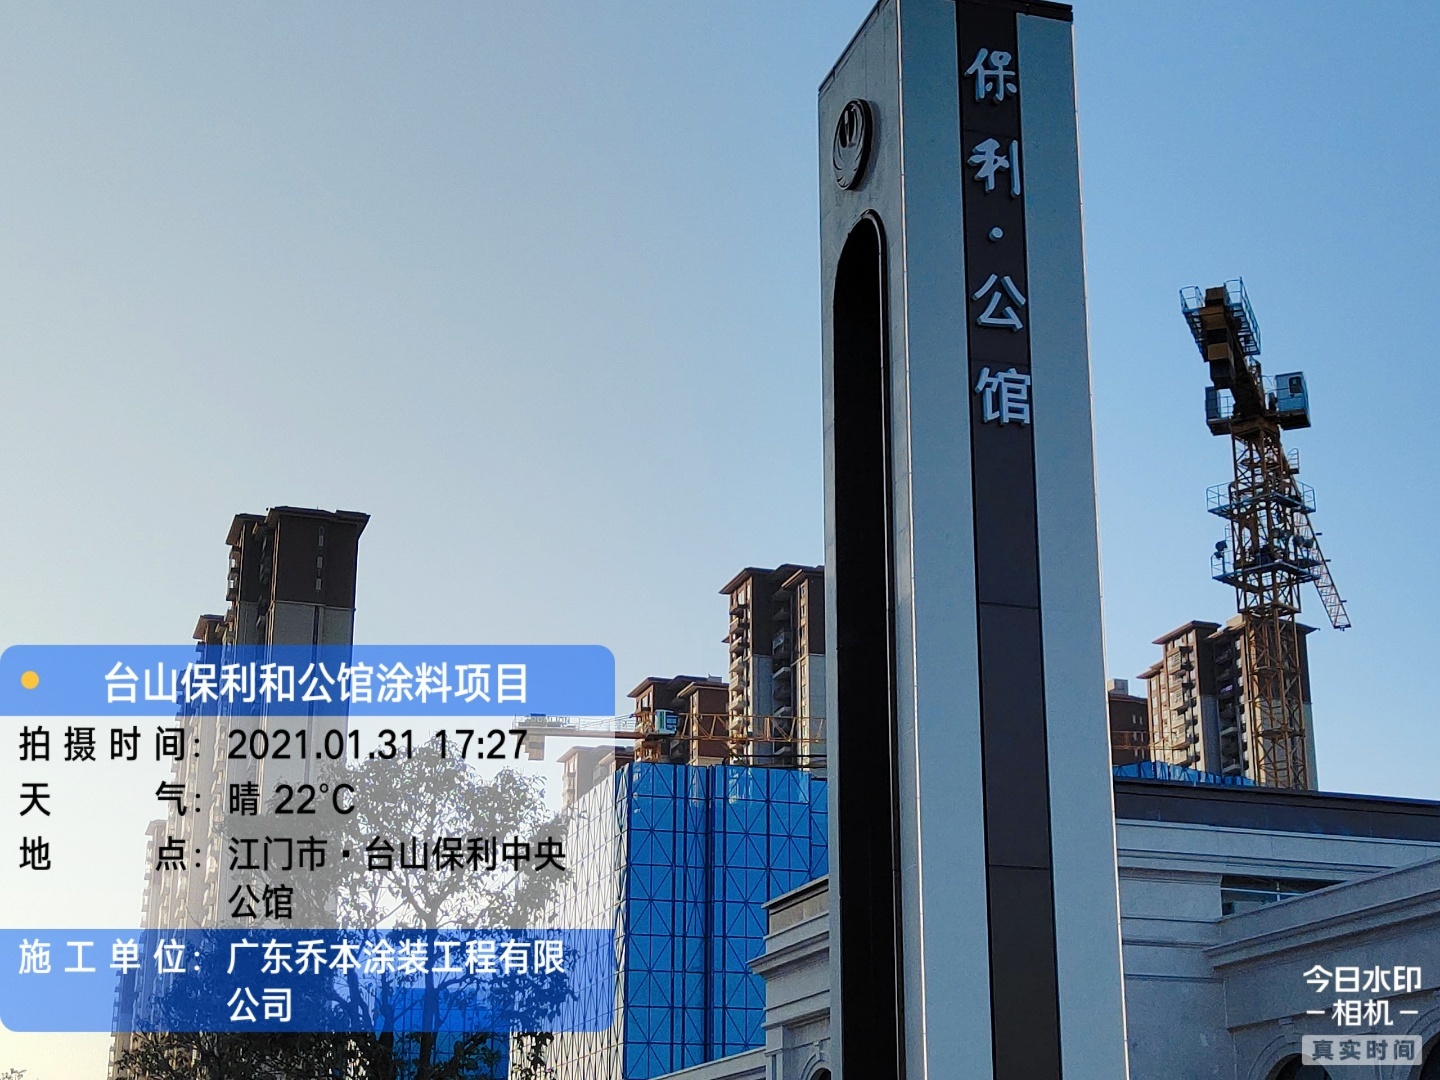 保利·公馆
台山保利和公馆涂料项目
拍摄时间：2021.01.31 17:27
天气：晴 22°C
地点：江门市·台山保利中央
公馆
施工单位：广东乔本涂装工程有限
公司
今日水印
相机
真实时间